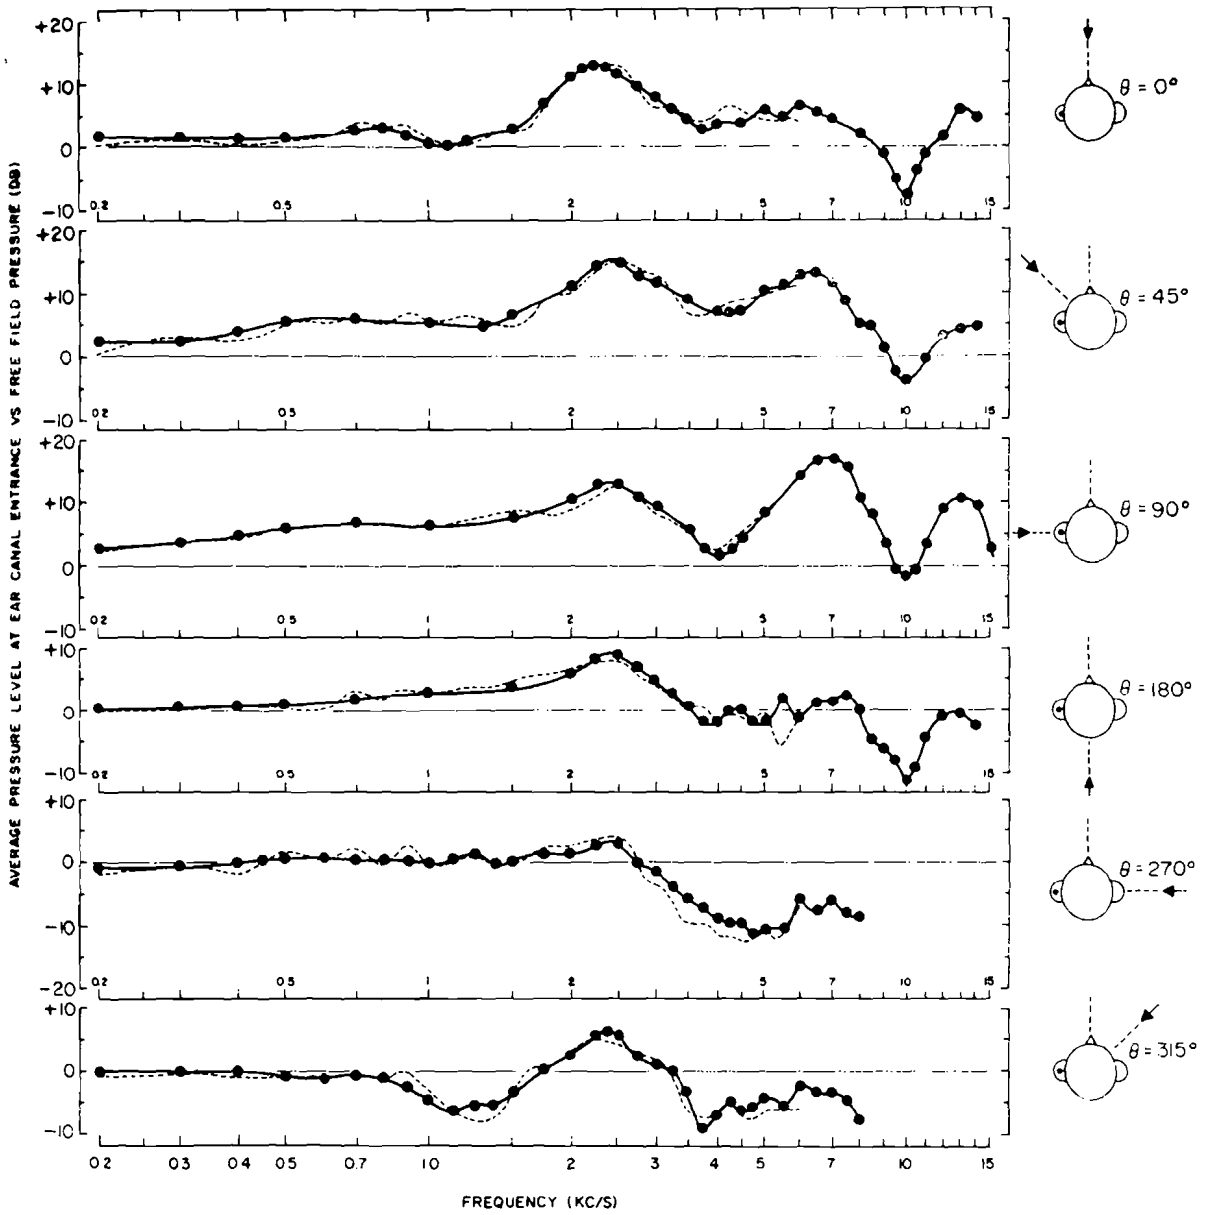 AVERAGE PRESSURE LEVEL AT EAR CANAL ENTRANCE VS FREE FIELD PRESSURE (DB)
+20
+10
0
-10
0.2 0.5 1 2 5 7 10 15
θ = 0°
+20
+10
0
-10
0.2 0.5 1 2 5 7 10 15
θ = 45°
+20
+10
0
-10
0.2 0.5 1 2 5 7 10 15
θ = 90°
+10
0
-10
0.2 0.5 1 2 5 7 10 15
θ = 180°
+10
0
-10
-20
0.2 0.5 1 2 5 7 10 15
θ = 270°
+10
0
-10
θ = 315°
0.2 0.3 0.4 0.5 0.7 1.0 2 3 4 5 7 10 15
FREQUENCY (KC/S)